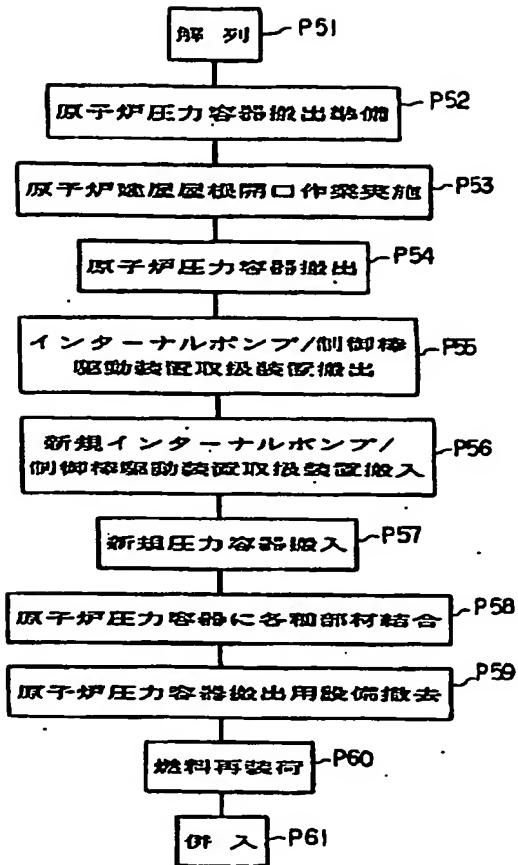 解列 P51
原子炉圧力容器搬出準備 P52
原子炉建屋屋根開口作業実施 P53
原子炉圧力容器搬出 P54
インターナルポンプ/制御棒
駆動装置取扱装置搬出 P55
新規インターナルポンプ/
制御棒駆動装置取扱装置搬入 P56
新規圧力容器搬入 P57
原子炉圧力容器に各種部材結合 P58
原子炉圧力容器搬出用設備撤去 P59
燃料再装荷 P60
併入 P61